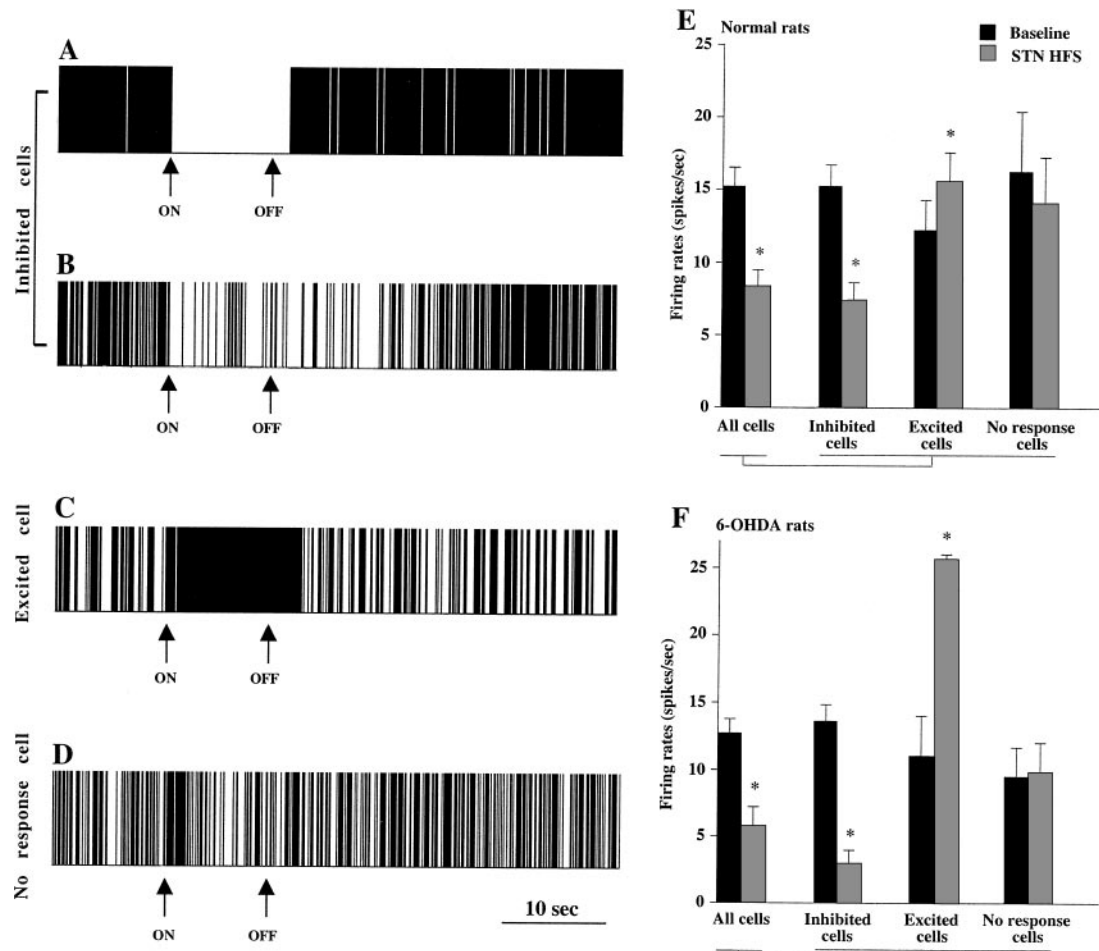 A
ON
OFF
Inhibited cells
B
ON
OFF
C
Excited cell
ON
OFF
D
No response cell
ON
OFF
10 sec
E
Normal rats
Baseline
STN HFS
25
20
15
10
5
0
Firing rates (spikes/sec)
*
*
*
All cells
Inhibited
cells
Excited
cells
No response
cells
F
6-OHDA rats
25
20
15
10
5
0
Firing rates (spikes/sec)
*
*
*
All cells
Inhibited
cells
Excited
cells
No response
cells